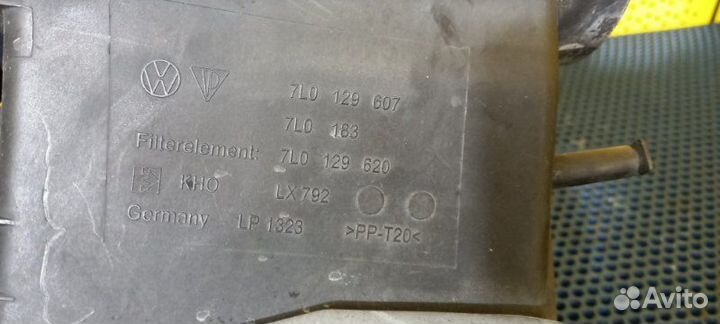 7L0 129 607
7L0 183
Filterelement: 7L0 129 620
KHO LX792
Germany LP 1323 >PP-T20<
Avito